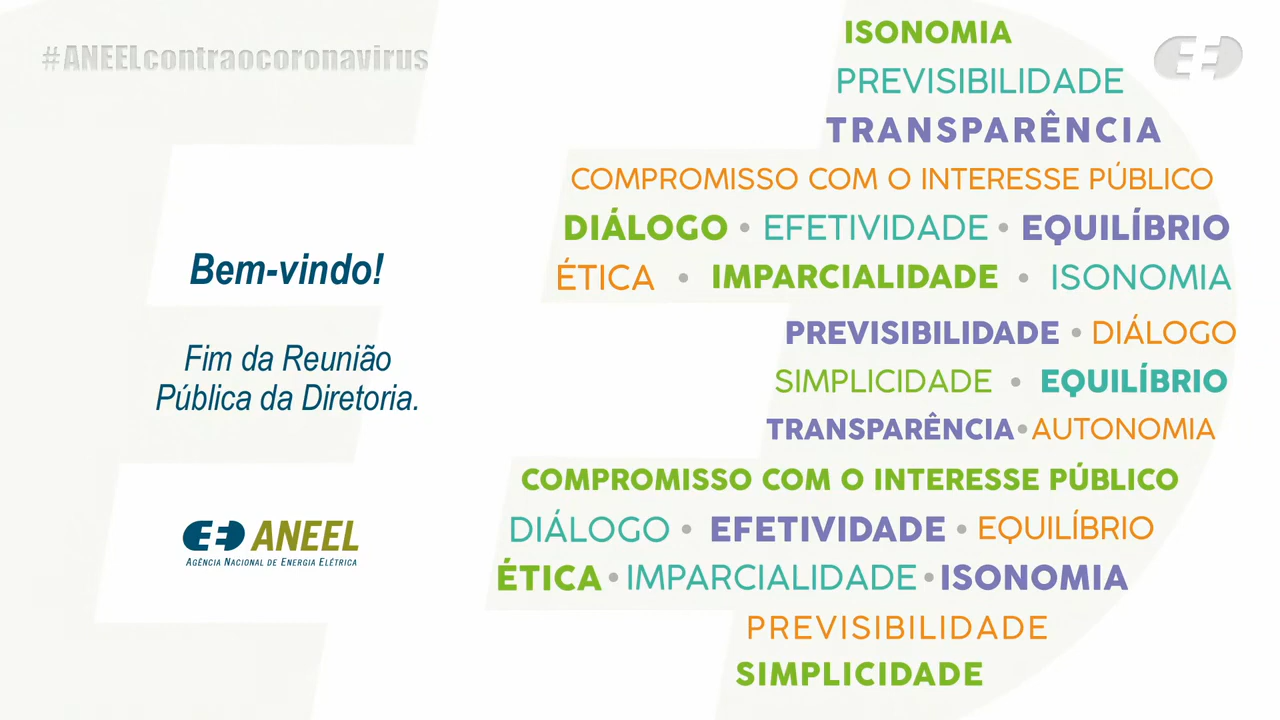 #ANEELcontraocoronavirus
Bem-vindo!
Fim da Reunião
Pública da Diretoria.
ANEEL
AGÊNCIA NACIONAL DE ENERGIA ELÉTRICA
ISONOMIA
PREVISIBILIDADE
TRANSPARÊNCIA
COMPROMISSO COM O INTERESSE PÚBLICO
DIÁLOGO • EFETIVIDADE • EQUILÍBRIO
ÉTICA • IMPARCIALIDADE • ISONOMIA
PREVISIBILIDADE • DIÁLOGO
SIMPLICIDADE • EQUILÍBRIO
TRANSPARÊNCIA • AUTONOMIA
COMPROMISSO COM O INTERESSE PÚBLICO
DIÁLOGO • EFETIVIDADE • EQUILÍBRIO
ÉTICA • IMPARCIALIDADE • ISONOMIA
PREVISIBILIDADE
SIMPLICIDADE